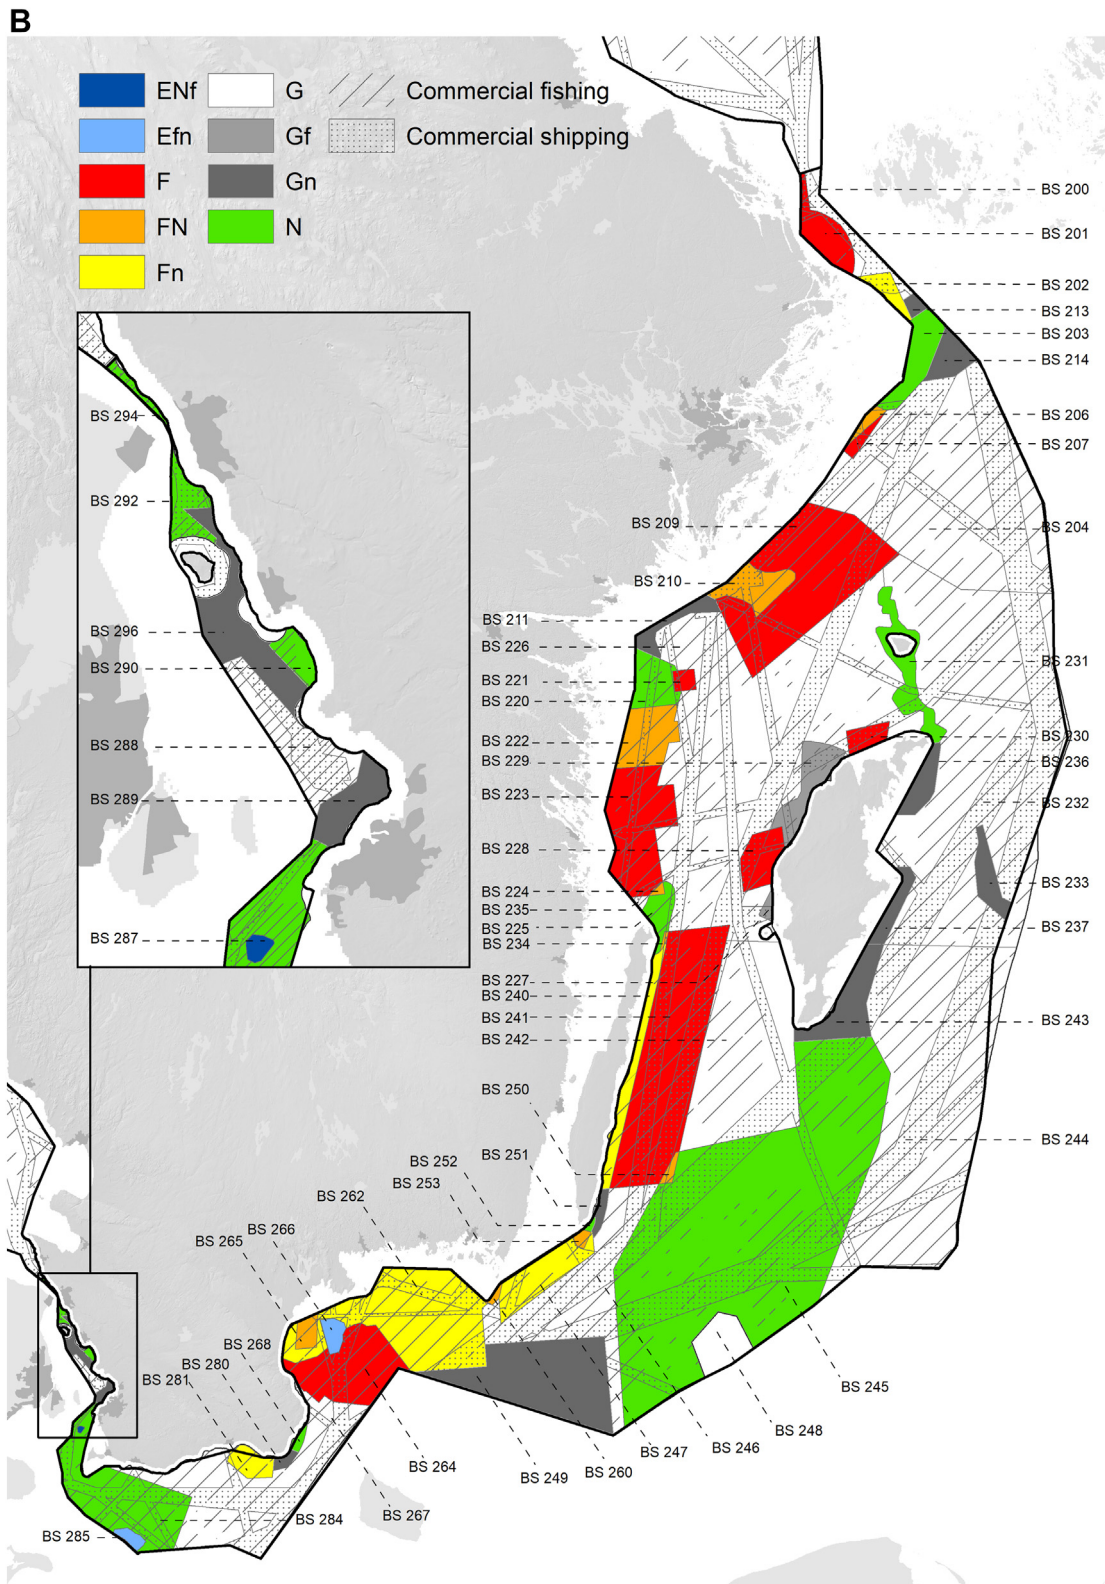 B
ENf
Efn
F
FN
Fn
G
Gf
Gn
N
Commercial fishing
Commercial shipping
BS 200
BS 201
BS 202
BS 213
BS 203
BS 214
BS 206
BS 207
BS 204
BS 209
BS 210
BS 211
BS 226
BS 221
BS 220
BS 222
BS 229
BS 223
BS 228
BS 224
BS 235
BS 225
BS 234
BS 227
BS 240
BS 241
BS 242
BS 250
BS 251
BS 252
BS 253
BS 262
BS 266
BS 265
BS 268
BS 280
BS 281
BS 231
BS 230
BS 236
BS 232
BS 233
BS 237
BS 243
BS 244
BS 294
BS 292
BS 296
BS 290
BS 288
BS 289
BS 287
BS 285
BS 284
BS 267
BS 264
BS 249
BS 260
BS 247
BS 246
BS 248
BS 245